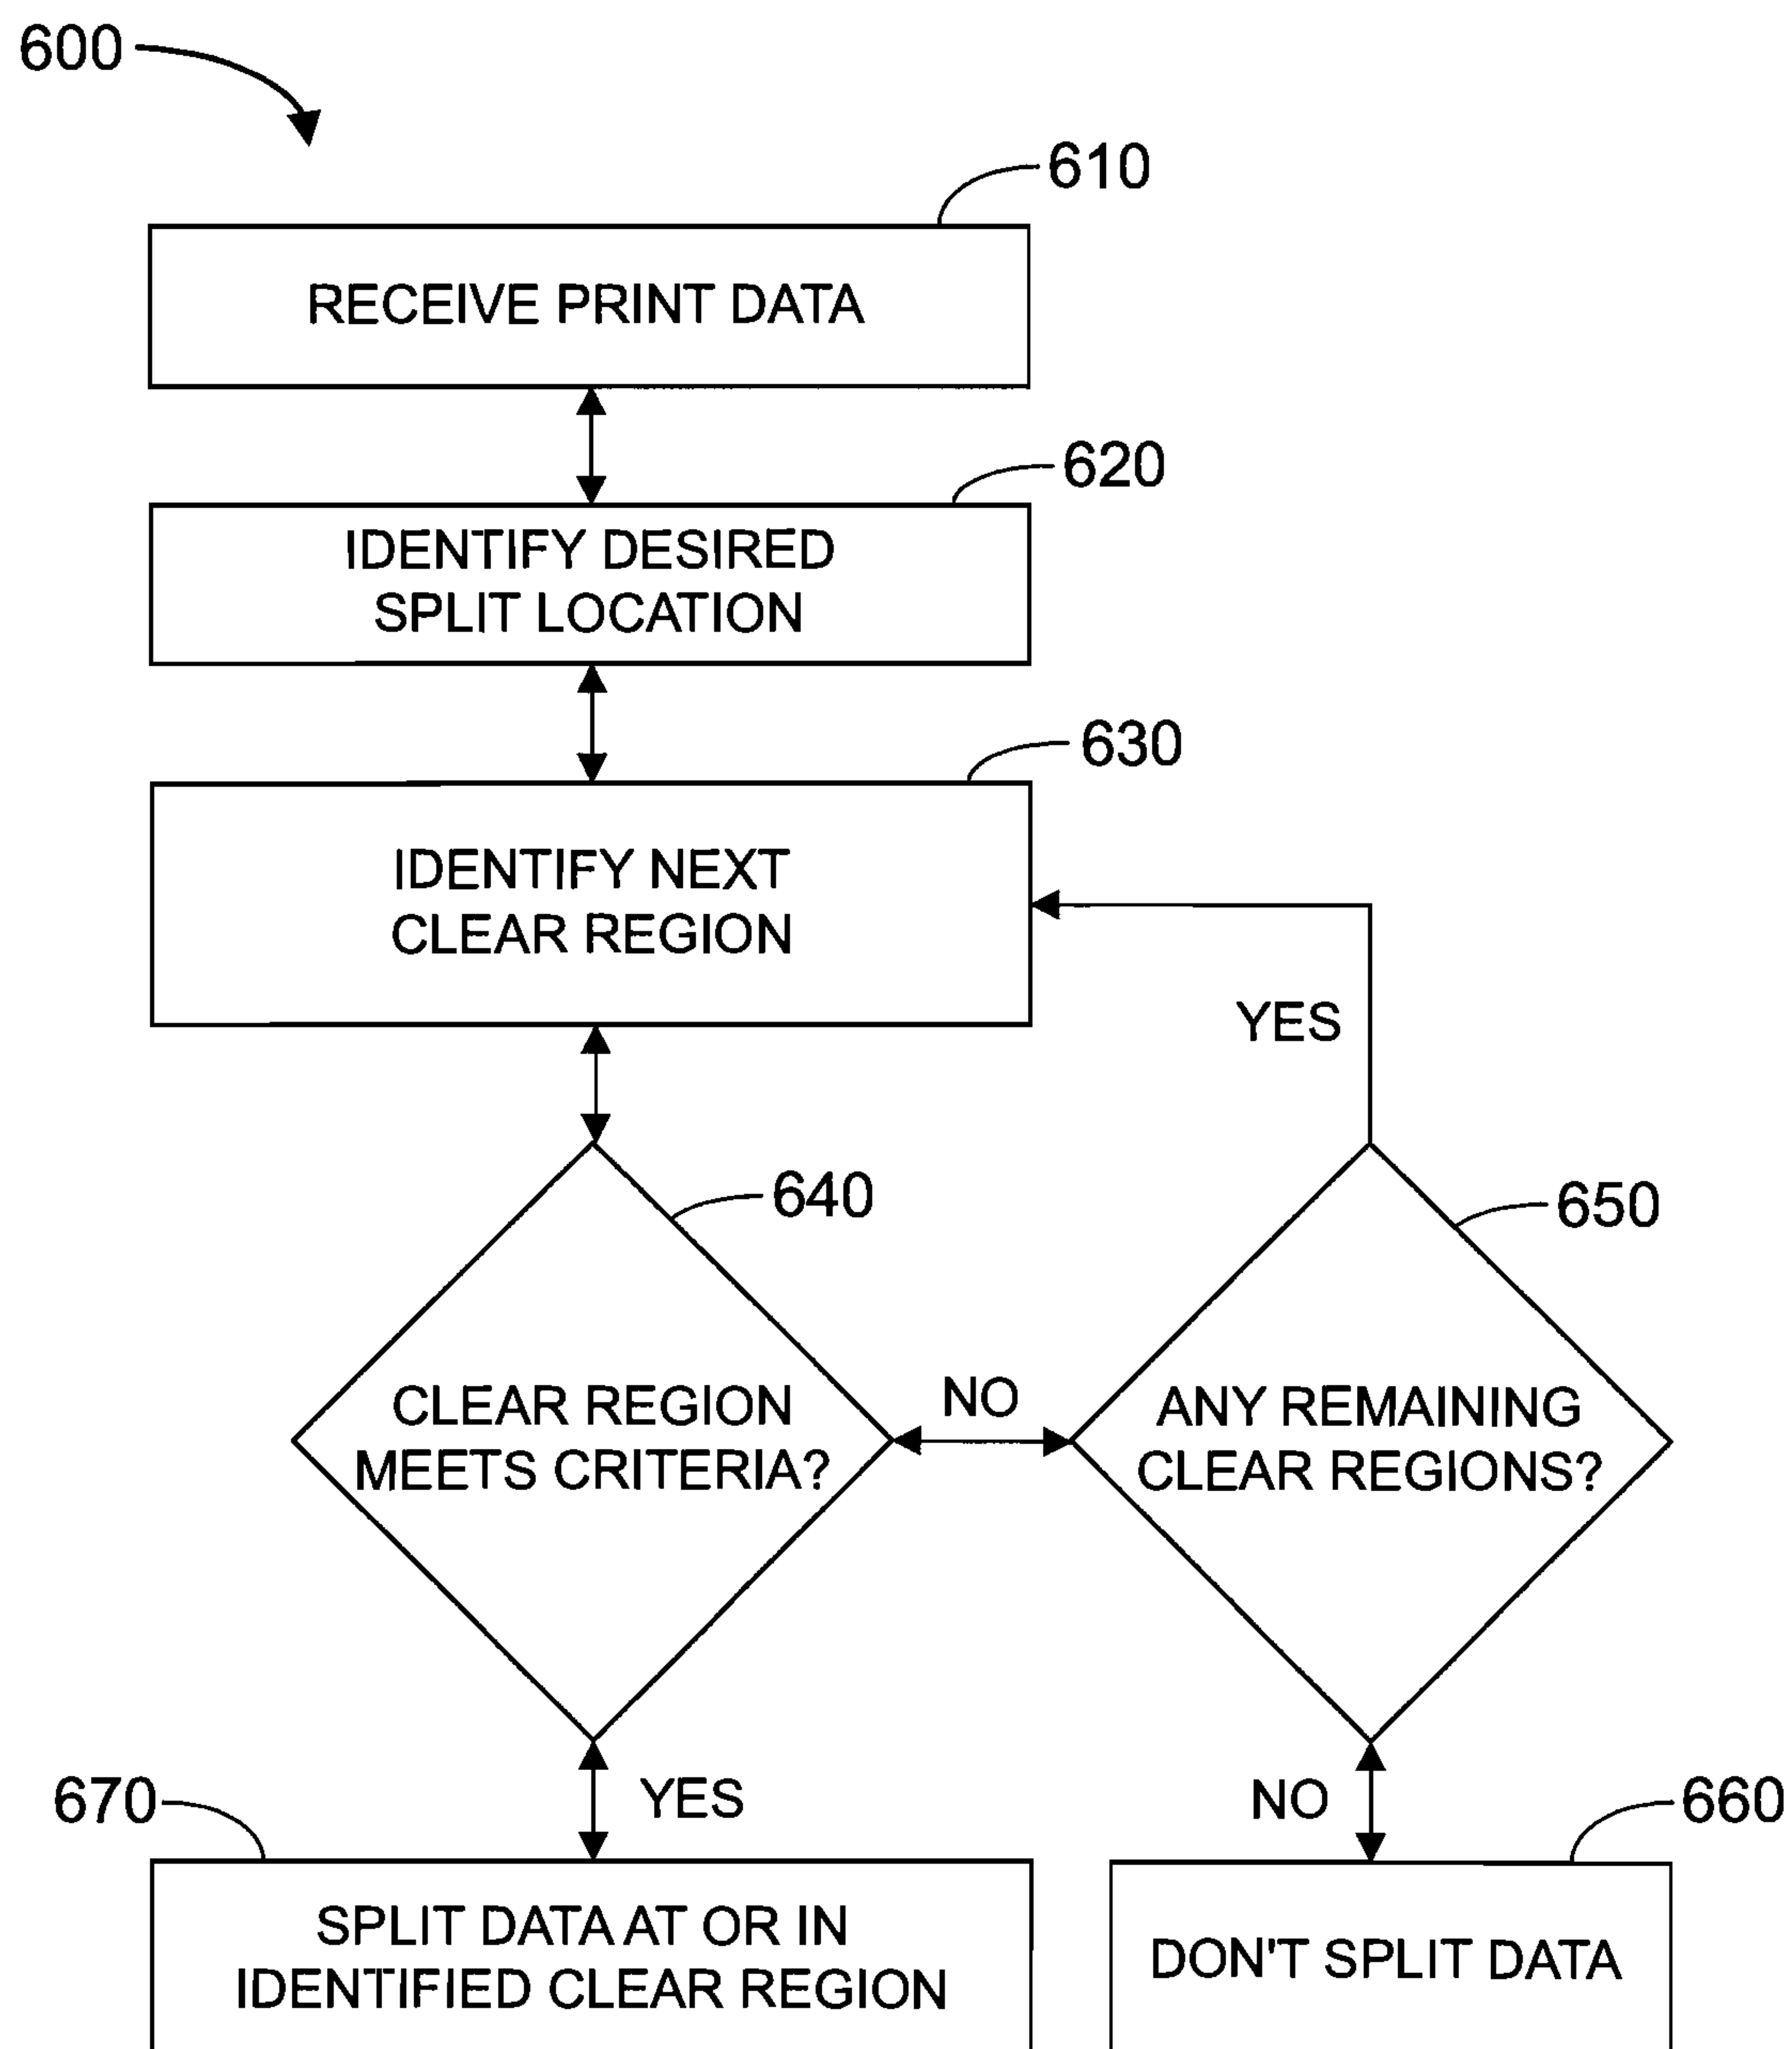 600
610
RECEIVE PRINT DATA
620
IDENTIFY DESIRED
SPLIT LOCATION
630
IDENTIFY NEXT
CLEAR REGION
YES
640
650
CLEAR REGION
MEETS CRITERIA?
NO
ANY REMAINING
CLEAR REGIONS?
670
YES
NO
660
SPLIT DATA AT OR IN
IDENTIFIED CLEAR REGION
DON'T SPLIT DATA